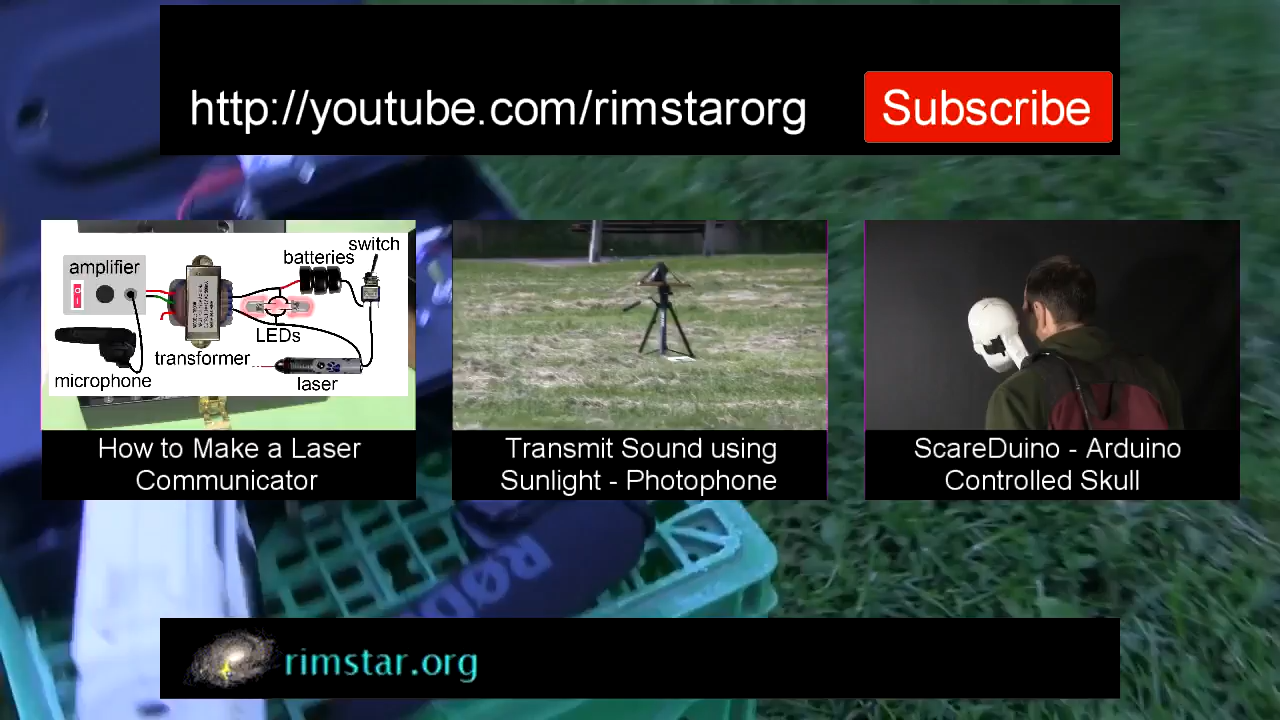 http://youtube.com/rimstarorg
Subscribe
switch
batteries
amplifier
LEDs
transformer
microphone
laser
How to Make a Laser
Communicator
Transmit Sound using
Sunlight - Photophone
ScareDuino - Arduino
Controlled Skull
RØDE
rimstar.org